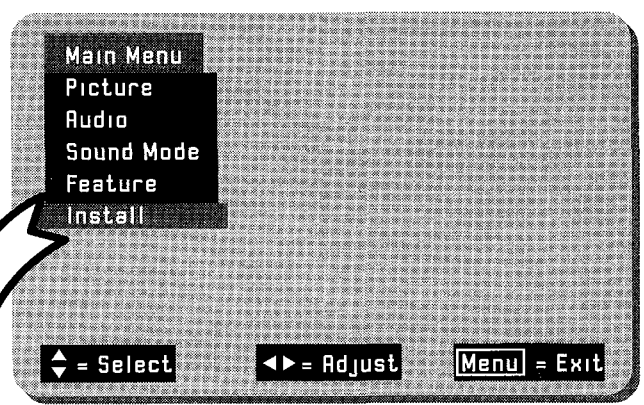 Main Menu
Picture
Audio
Sound Mode
Feature
Install
= Select
= Adjust
Menu = Exit